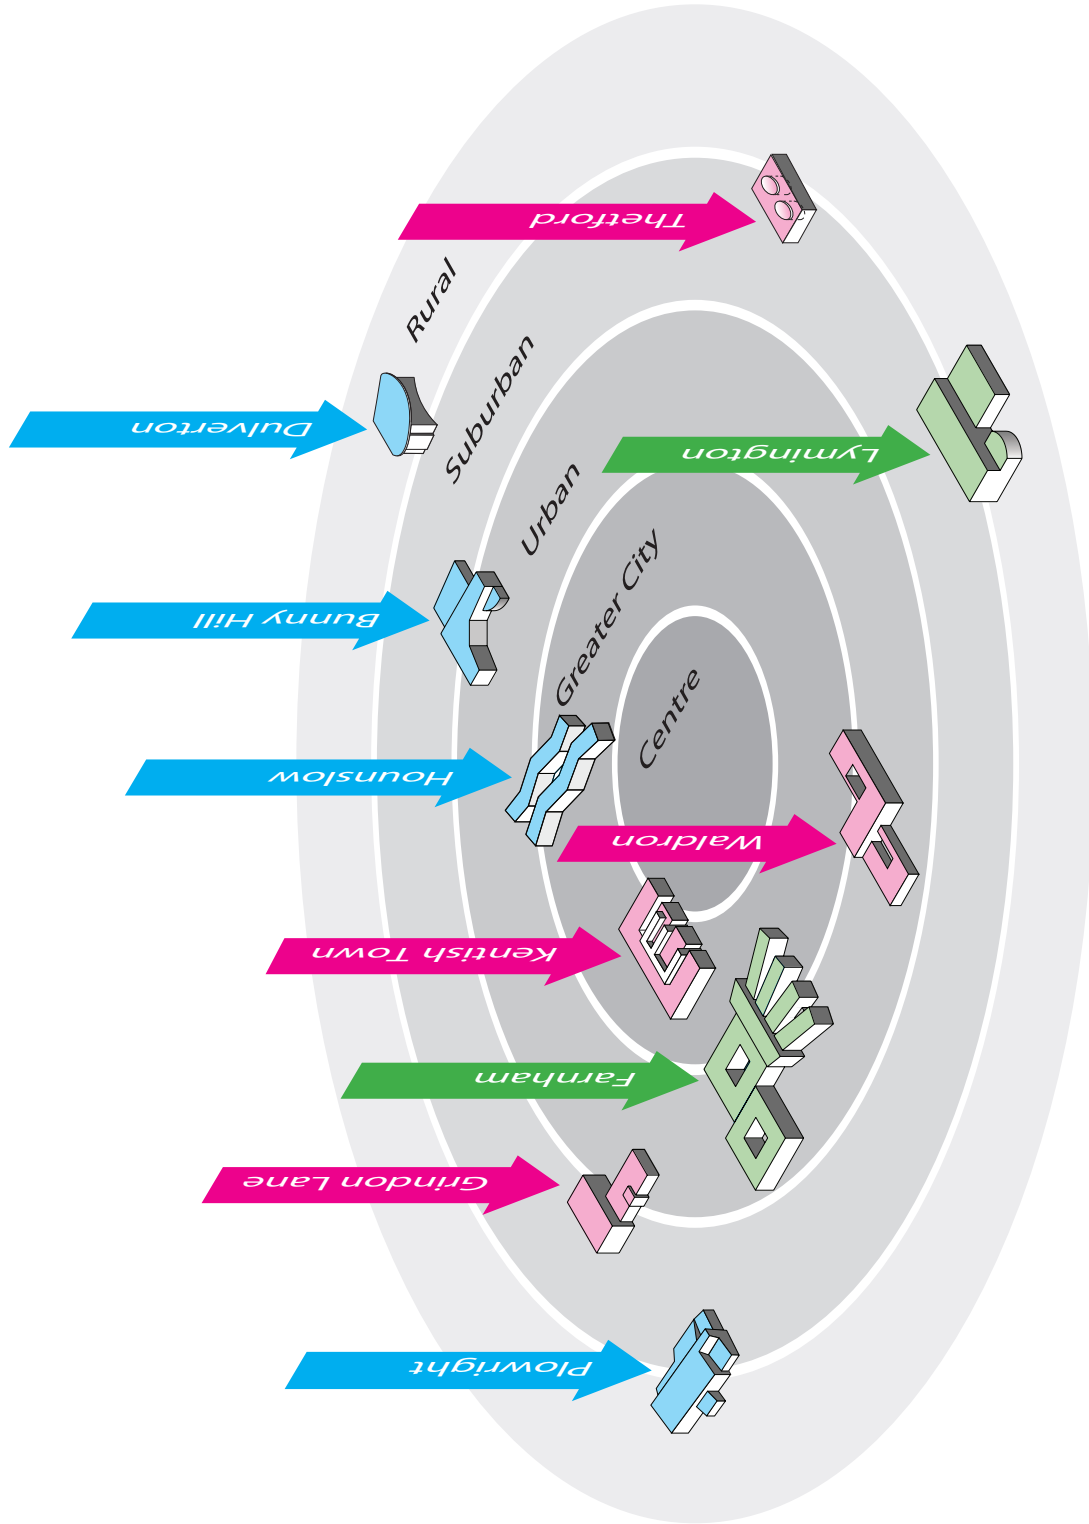 Thetford
Rural
Dulverton
Suburban
Lymington
Urban
Bunny Hill
Greater City
Hounslow
Centre
Waldron
Kentish Town
Farnham
Grindon Lane
Plowright